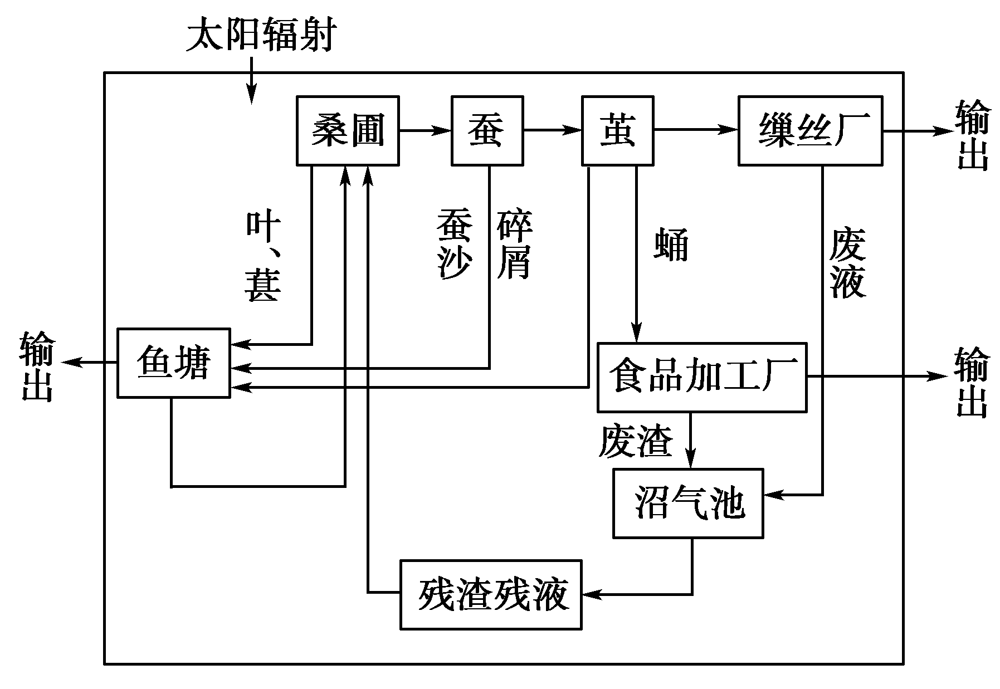 太阳辐射
桑圃
蚕
茧
缫丝厂
输出
叶、葚
蚕沙
碎屑
蛹
废液
输出
鱼塘
食品加工厂
输出
废渣
沼气池
残渣残液